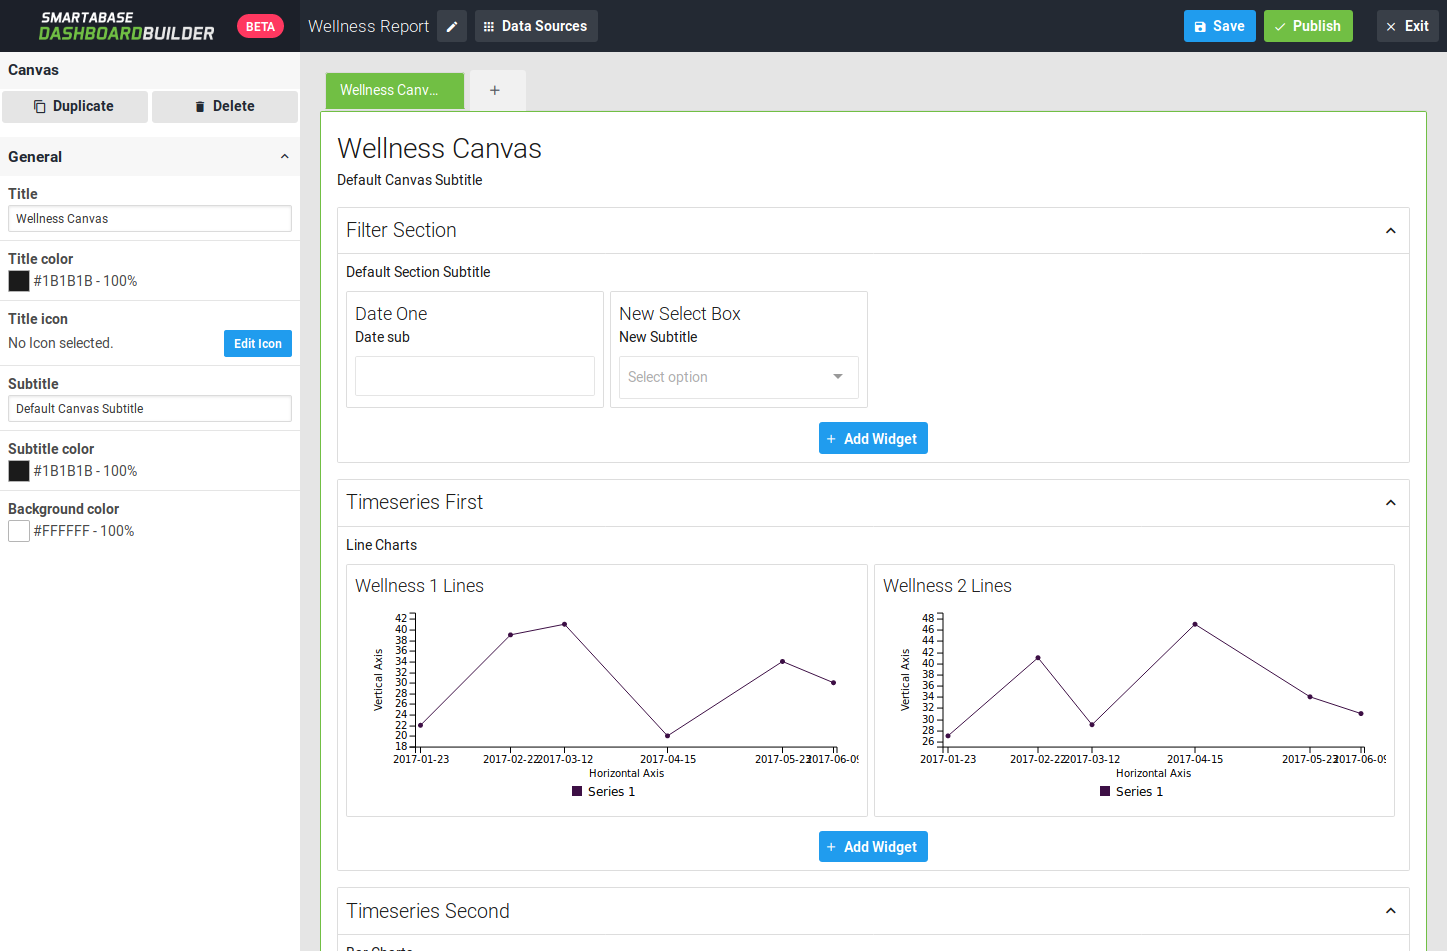 SMARTABASE
DASHBOARDBUILDER
BETA
Wellness Report
Data Sources
Save
Publish
Exit
Canvas
Duplicate
Delete
General
Title
Wellness Canvas
Title color
#1B1B1B - 100%
Title icon
No Icon selected.
Edit Icon
Subtitle
Default Canvas Subtitle
Subtitle color
#1B1B1B - 100%
Background color
#FFFFFF - 100%
Wellness Canv...
+
Wellness Canvas
Default Canvas Subtitle
Filter Section
Default Section Subtitle
Date One
Date sub
New Select Box
New Subtitle
Select option
+ Add Widget
Timeseries First
Line Charts
Wellness 1 Lines
42
40
38
36
34
32
30
28
26
24
22
20
18
Vertical Axis
2017-01-23
2017-02-22
2017-03-12
2017-04-15
2017-05-23
2017-06-09
Horizontal Axis
Series 1
Wellness 2 Lines
48
46
44
42
40
38
36
34
32
30
28
26
Vertical Axis
2017-01-23
2017-02-22
2017-03-12
2017-04-15
2017-05-23
2017-06-09
Horizontal Axis
Series 1
+ Add Widget
Timeseries Second
Bar Charts